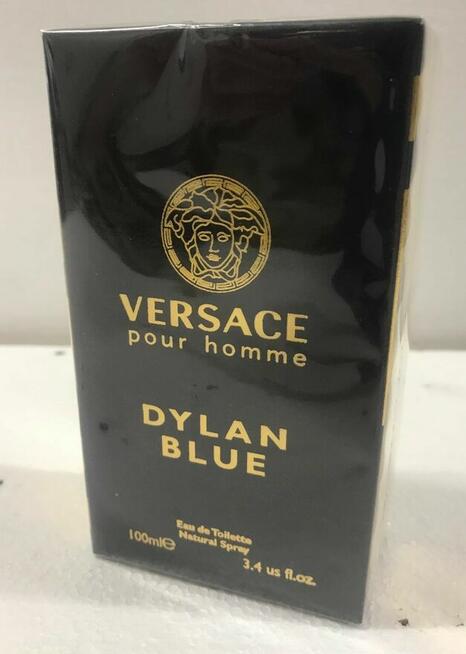 VERSACE
pour homme
DYLAN
BLUE
Eau de Toilette
Natural Spray
100ml℮
3.4 us fl.oz.